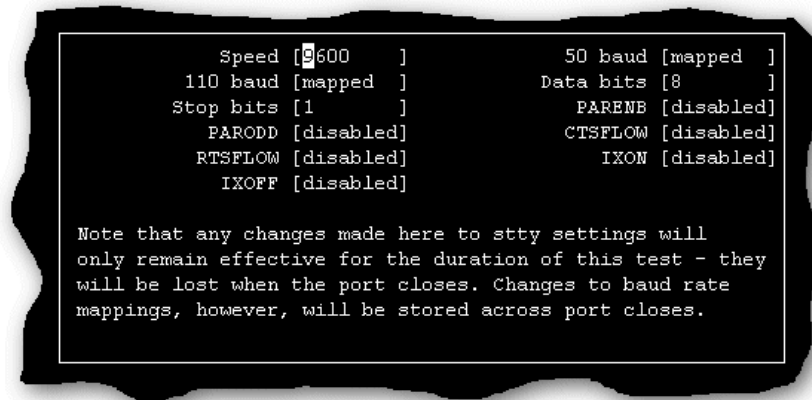 Speed [9600    ] 50 baud [mapped  ]
110 baud [mapped  ] Data bits [8       ]
Stop bits [1       ] PARENB [disabled]
PARODD [disabled] CTSFLOW [disabled]
RTSFLOW [disabled] IXON [disabled]
IXOFF [disabled]
Note that any changes made here to stty settings will
only remain effective for the duration of this test - they
will be lost when the port closes. Changes to baud rate
mappings, however, will be stored across port closes.